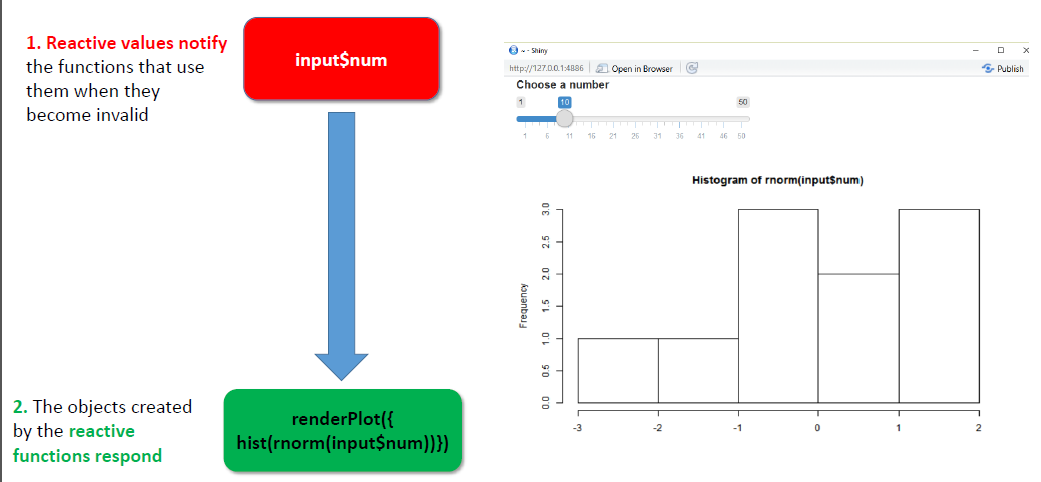 1. Reactive values notify
the functions that use
them when they
become invalid
input$num
2. The objects created
by the reactive
functions respond
renderPlot({
hist(rnorm(input$num))})
~ - Shiny
http://127.0.0.1:4886 Open in Browser Publish
Choose a number
1 10 50
1 6 11 16 21 26 31 36 41 46 50
Histogram of rnorm(input$num)
Frequency
3.0
2.5
2.0
1.5
1.0
0.5
0.0
-3 -2 -1 0 1 2